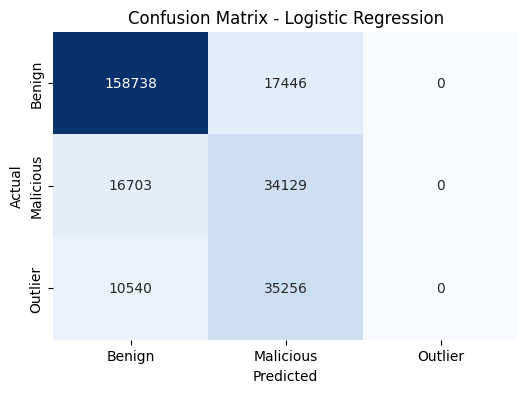 Confusion Matrix - Logistic Regression
Actual
Benign
158738 17446 0
Malicious
16703 34129 0
Outlier
10540 35256 0
Benign Malicious Outlier
Predicted